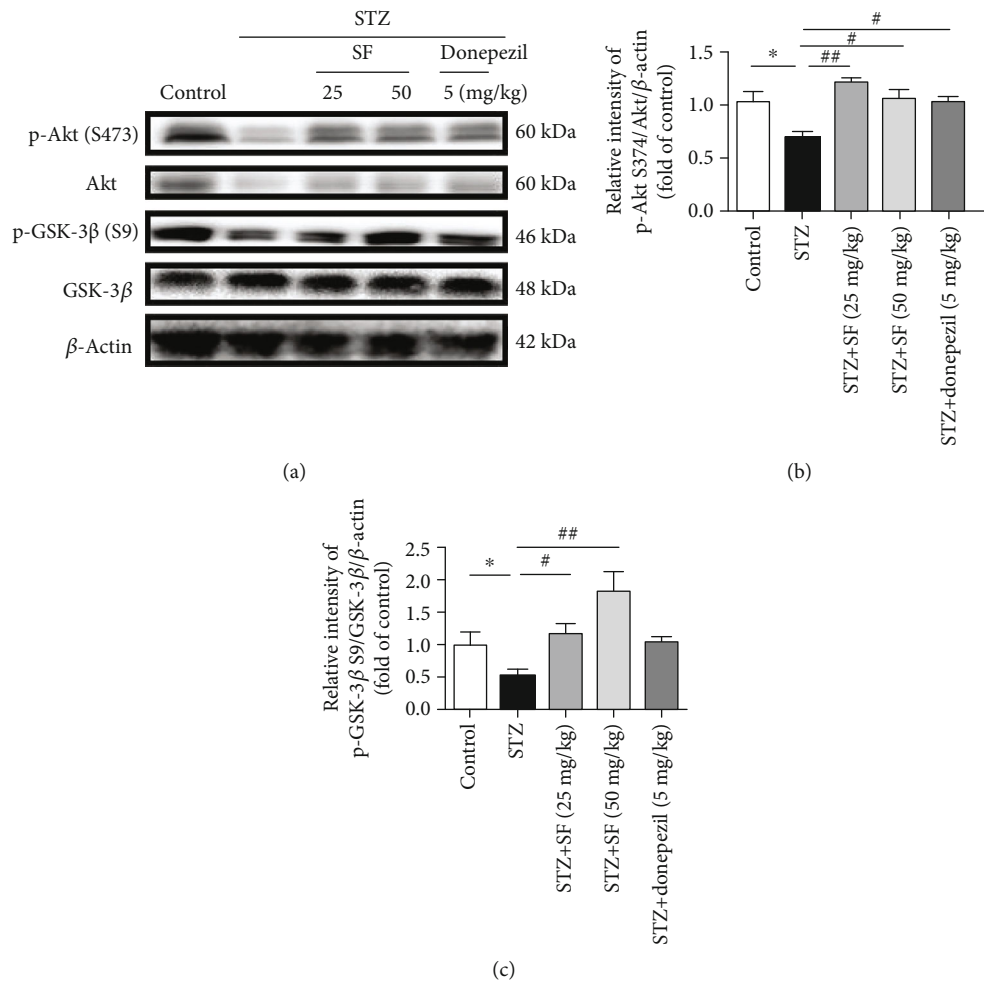 STZ
SF Donepezil
Control 25 50 5 (mg/kg)
p-Akt (S473) 60 kDa
Akt 60 kDa
p-GSK-3β (S9) 46 kDa
GSK-3β 48 kDa
β-Actin 42 kDa
(a)
Relative intensity of
p-Akt S374/Akt/β-actin
(fold of control)
1.5
1.0
0.5
0.0
#
#
* ##
Control
STZ
STZ+SF (25 mg/kg)
STZ+SF (50 mg/kg)
STZ+donepezil (5 mg/kg)
(b)
Relative intensity of
p-GSK-3β S9/GSK-3β/β-actin
(fold of control)
2.5
2.0
1.5
1.0
0.5
0.0
##
* #
Control
STZ
STZ+SF (25 mg/kg)
STZ+SF (50 mg/kg)
STZ+donepezil (5 mg/kg)
(c)